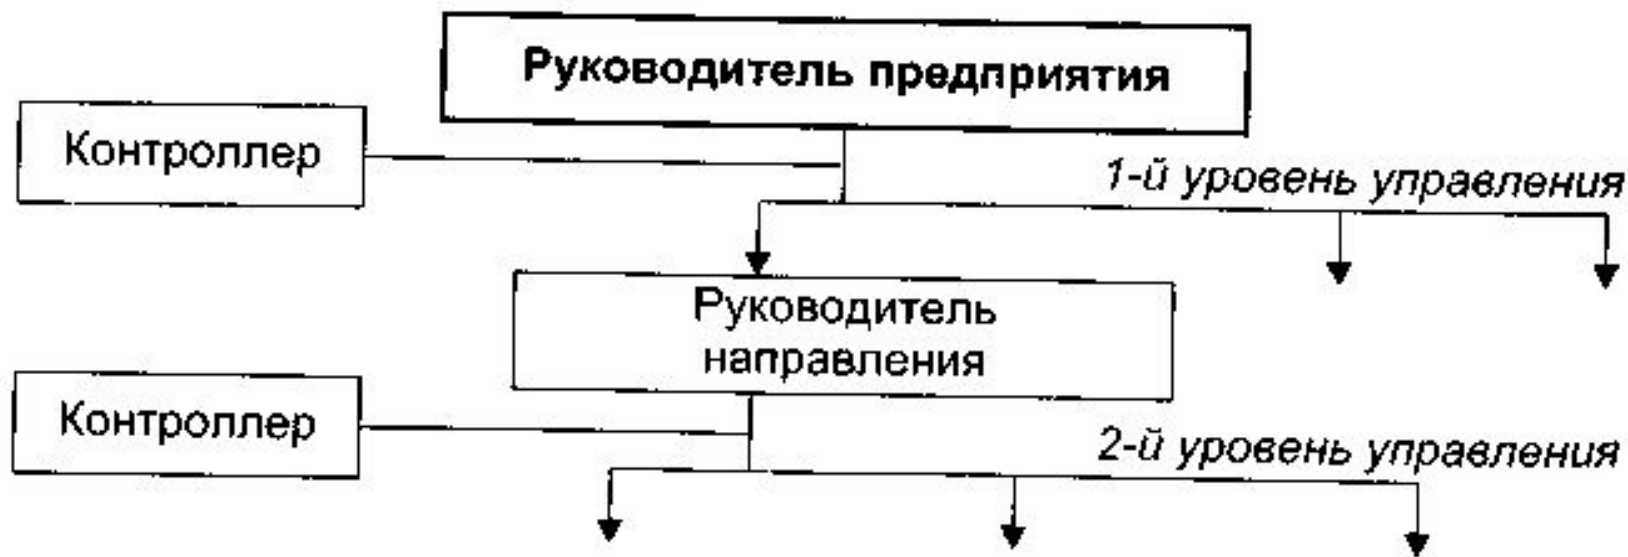 Руководитель предприятия
Контроллер
1-й уровень управления
Руководитель
направления
Контроллер
2-й уровень управления